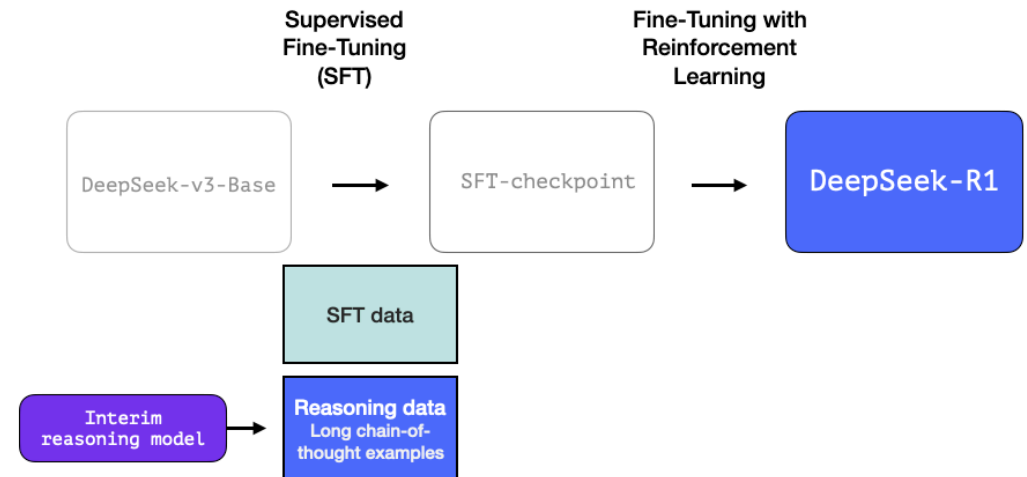 Supervised
Fine-Tuning
(SFT)
Fine-Tuning with
Reinforcement
Learning
DeepSeek-v3-Base
SFT-checkpoint
DeepSeek-R1
SFT data
Interim
reasoning model
Reasoning data
Long chain-of-
thought examples